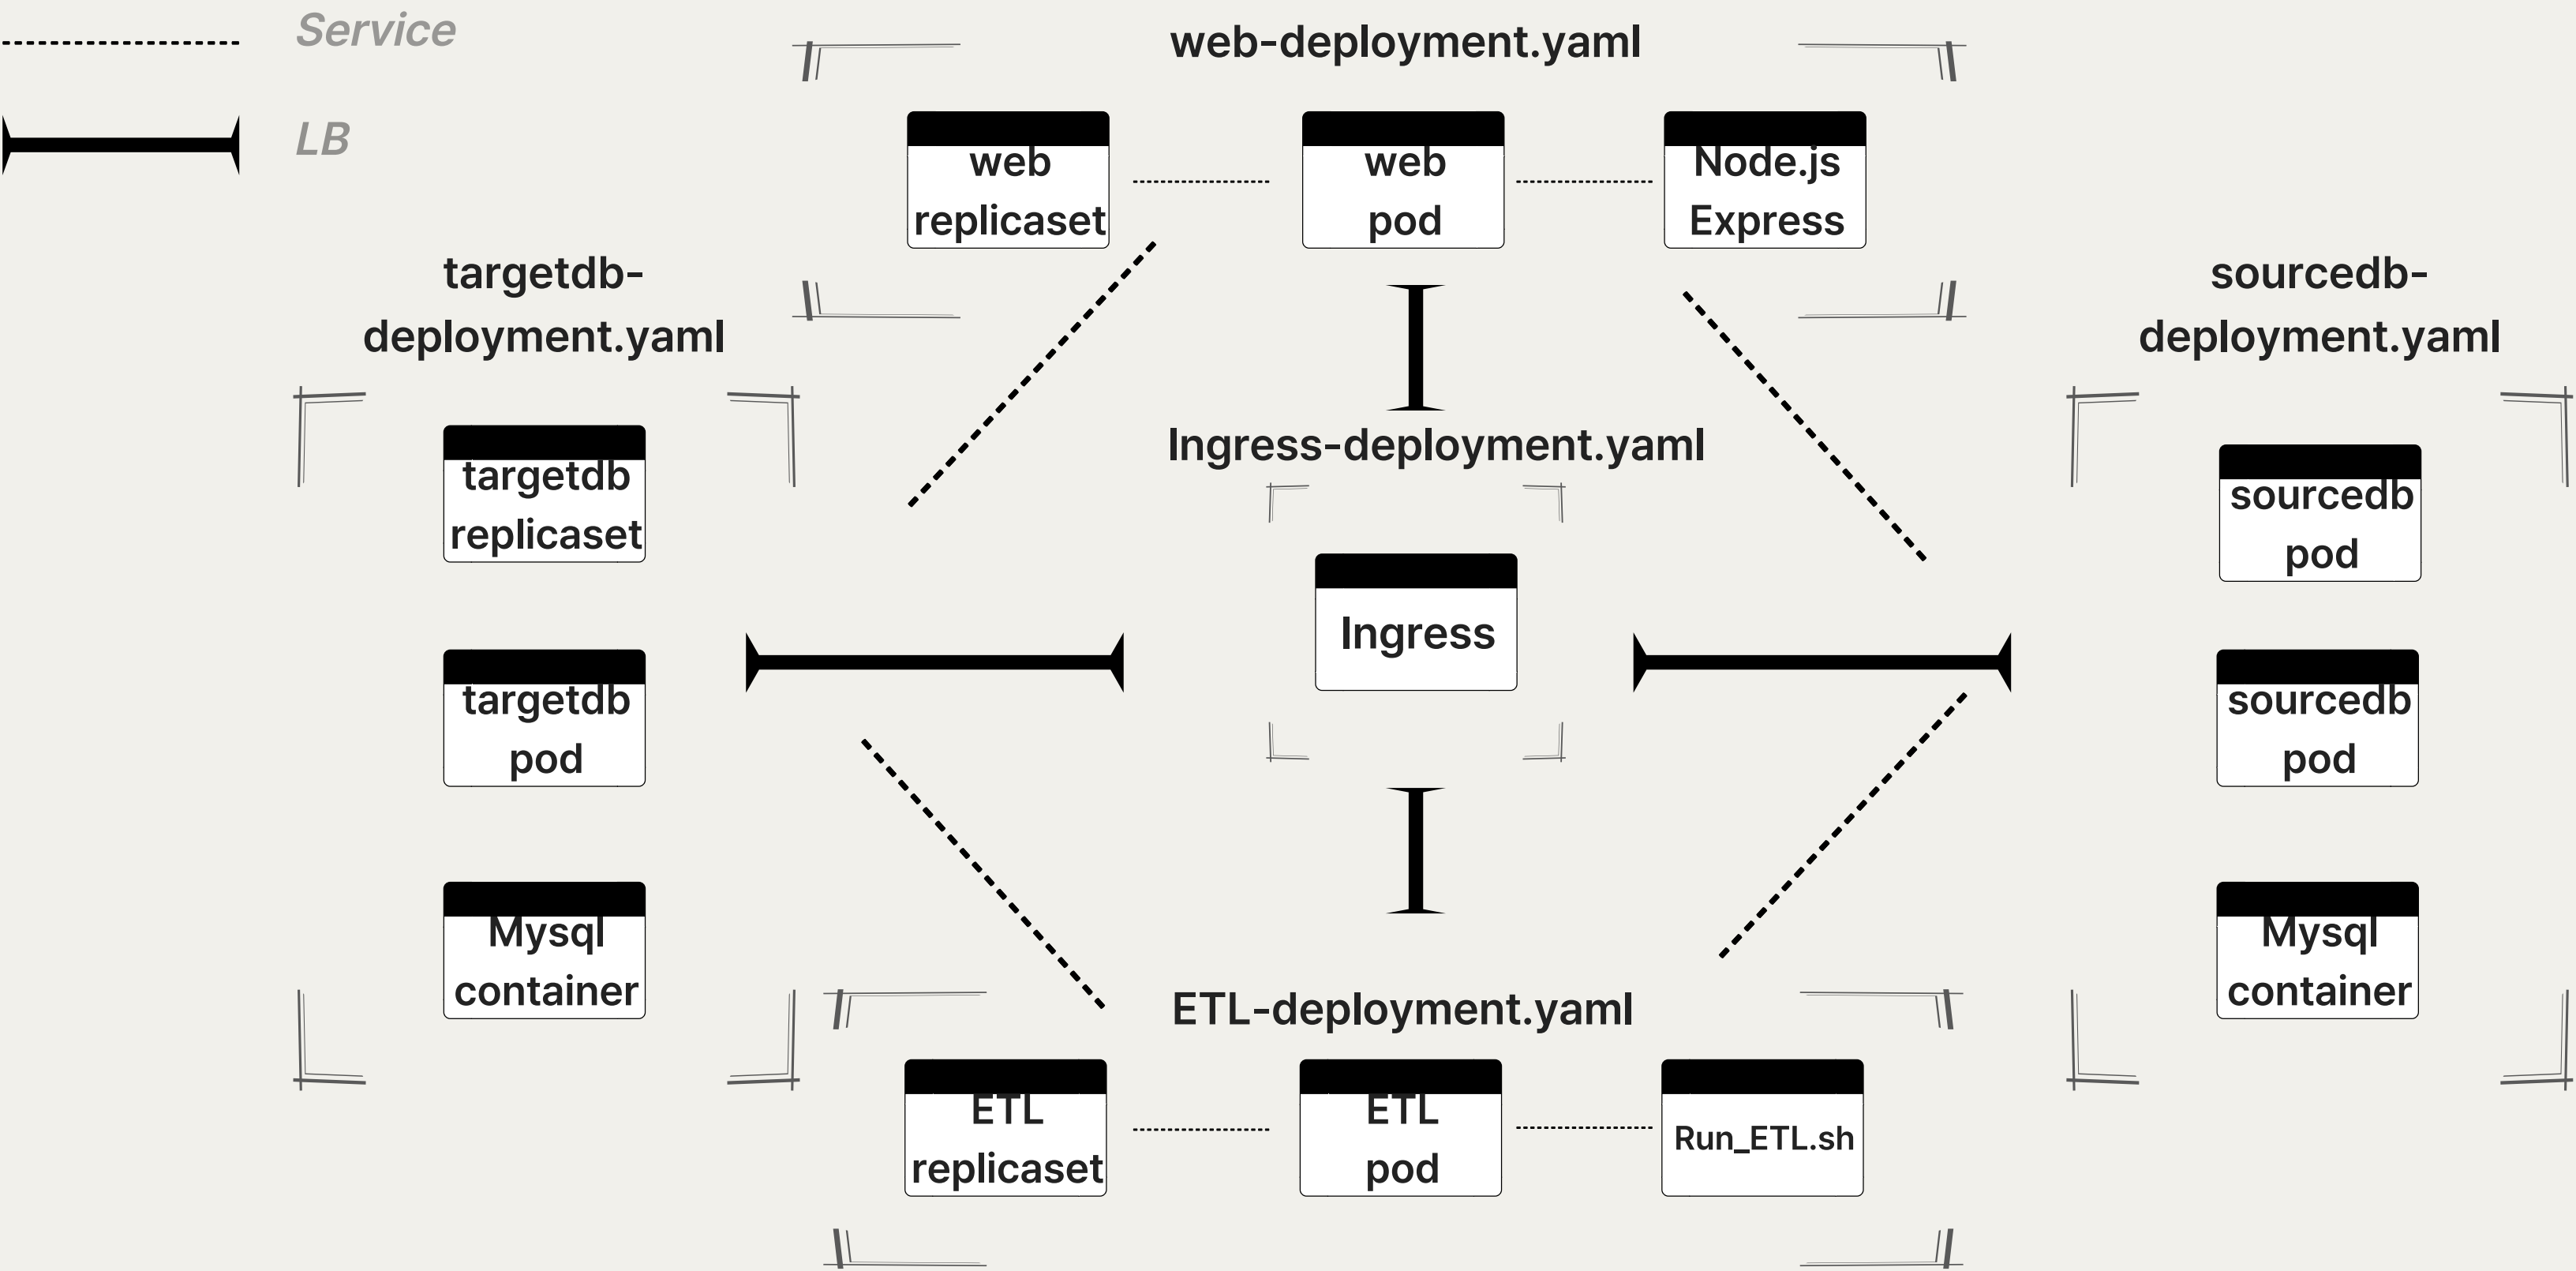 Service
LB
web-deployment.yaml
web
replicaset
web
pod
Node.js
Express
targetdb-
deployment.yaml
targetdb
replicaset
targetdb
pod
Mysql
container
Ingress-deployment.yaml
Ingress
sourcedb-
deployment.yaml
sourcedb
pod
sourcedb
pod
Mysql
container
ETL-deployment.yaml
ETL
replicaset
ETL
pod
Run_ETL.sh